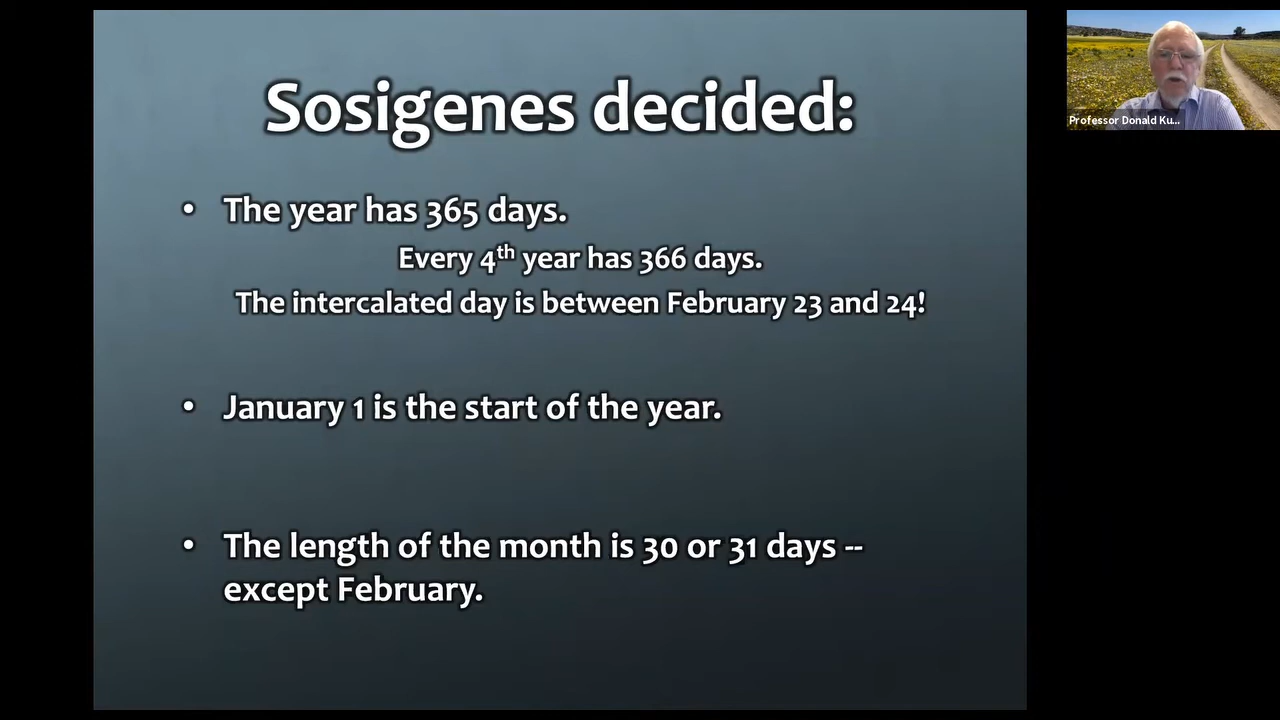 Sosigenes decided:
• The year has 365 days.
Every 4th year has 366 days.
The intercalated day is between February 23 and 24!
• January 1 is the start of the year.
• The length of the month is 30 or 31 days --
except February.
Professor Donald Ku...